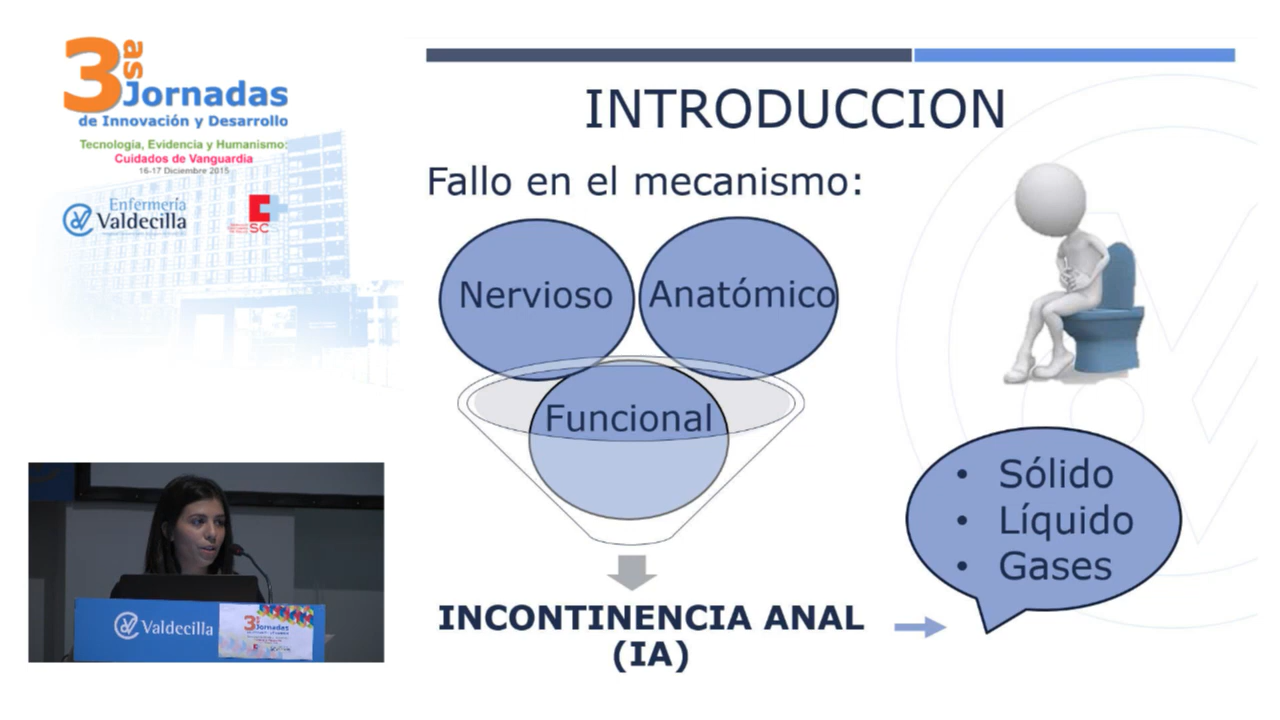 3as
Jornadas
de Innovación y Desarrollo
Tecnología, Evidencia y Humanismo:
Cuidados de Vanguardia
16-17 Diciembre 2015
Enfermería
Valdecilla
SC
INTRODUCCION
Fallo en el mecanismo:
Nervioso
Anatómico
Funcional
INCONTINENCIA ANAL
(IA)
• Sólido
• Líquido
• Gases
Valdecilla
3as
Jornadas